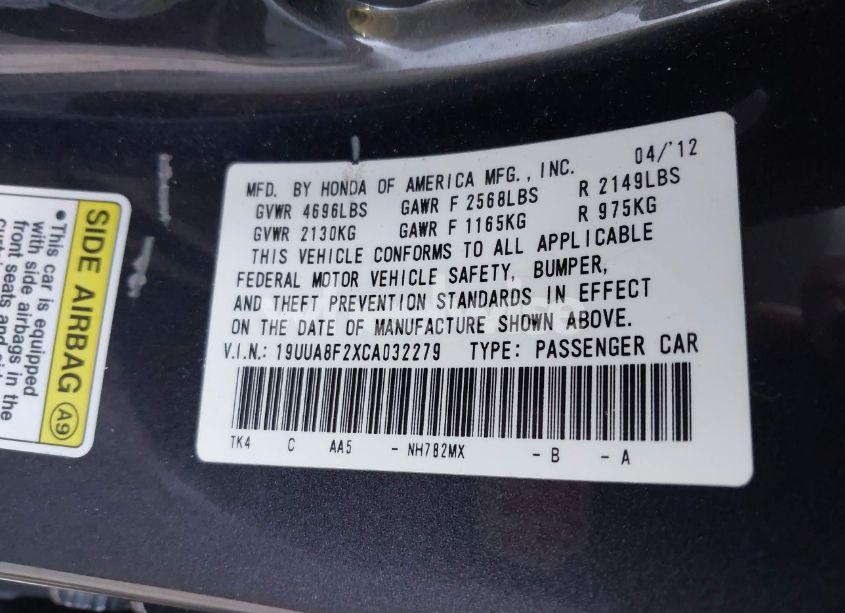 MFD. BY HONDA OF AMERICA MFG., INC. 04/'12
GVWR 4696LBS GAWR F 2568LBS R 2149LBS
GVWR 2130KG GAWR F 1165KG R 975KG
THIS VEHICLE CONFORMS TO ALL APPLICABLE
FEDERAL MOTOR VEHICLE SAFETY, BUMPER,
AND THEFT PREVENTION STANDARDS IN EFFECT
ON THE DATE OF MANUFACTURE SHOWN ABOVE.
V.I.N.: 19UUA8F2XCA032279 TYPE: PASSENGER CAR
TK4 C AA5 - NH782MX - B - A
SIDE AIRBAG A9
•This car is equipped
with side airbags in the
front seats and side